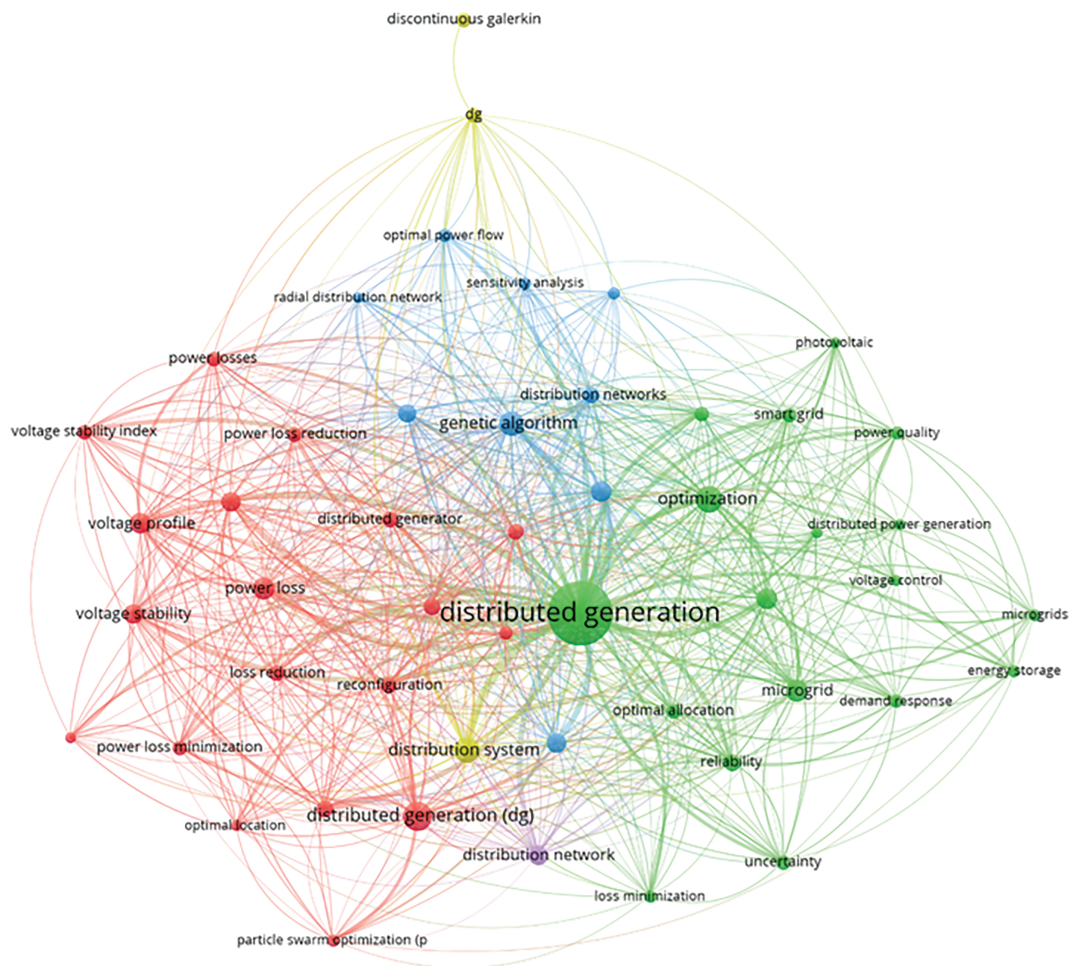 discontinuous galerkin
dg
optimal power flow
sensitivity analysis
radial distribution network
photovoltaic
power losses
distribution networks
smart grid
genetic algorithm
voltage stability index
power loss reduction
power quality
optimization
voltage profile
distributed generator
distributed power generation
voltage control
power loss
distributed generation
voltage stability
microgrids
loss reduction
energy storage
reconfiguration
microgrid
demand response
optimal allocation
power loss minimization
distribution system
reliability
distributed generation (dg)
optimal location
distribution network
uncertainty
loss minimization
particle swarm optimization (p